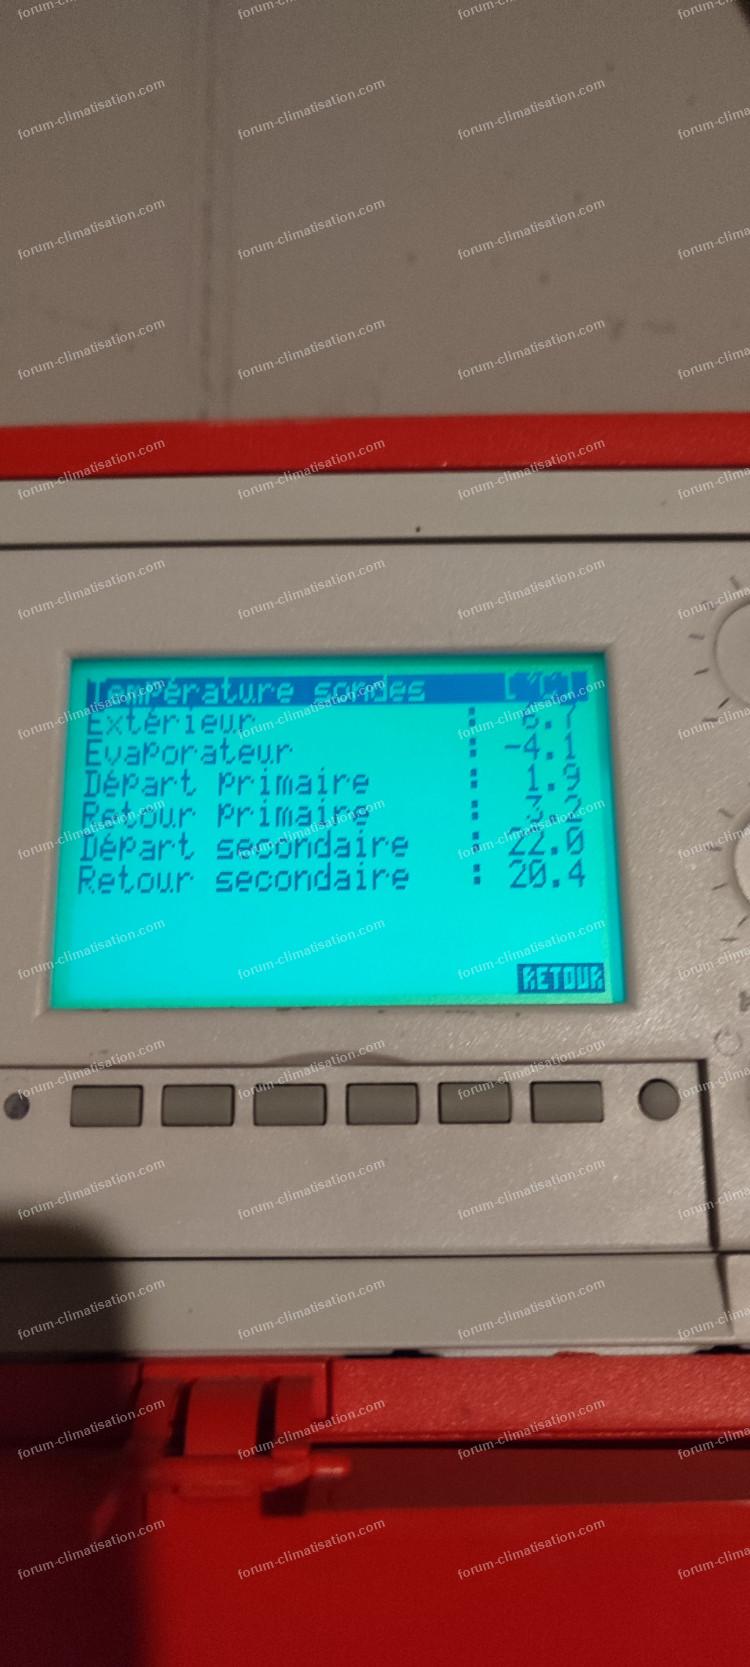 Température sondes [°C]
Extérieur : 6.7
Evaporateur : -4.1
Départ primaire : 1.9
Retour primaire : 3.2
Départ secondaire : 22.0
Retour secondaire : 20.4
RETOUR
forum-climatisation.com